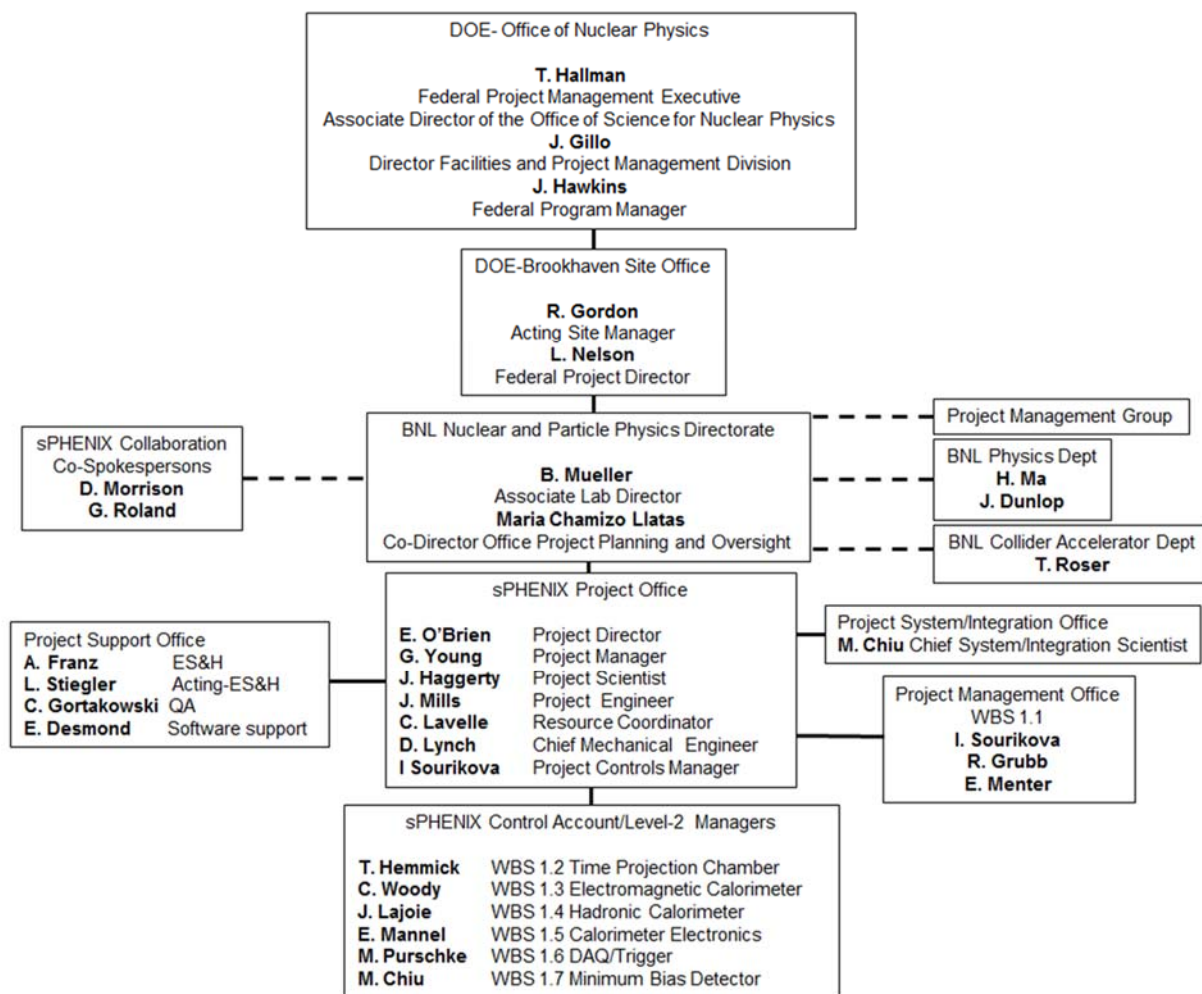 DOE- Office of Nuclear Physics
T. Hallman
Federal Project Management Executive
Associate Director of the Office of Science for Nuclear Physics
J. Gillo
Director Facilities and Project Management Division
J. Hawkins
Federal Program Manager
DOE-Brookhaven Site Office
R. Gordon
Acting Site Manager
L. Nelson
Federal Project Director
sPHENIX Collaboration
Co-Spokespersons
D. Morrison
G. Roland
BNL Nuclear and Particle Physics Directorate
B. Mueller
Associate Lab Director
Maria Chamizo Llatas
Co-Director Office Project Planning and Oversight
Project Management Group
BNL Physics Dept
H. Ma
J. Dunlop
BNL Collider Accelerator Dept
T. Roser
Project Support Office
A. Franz ES&H
L. Stiegler Acting-ES&H
C. Gortakowski QA
E. Desmond Software support
sPHENIX Project Office
E. O'Brien Project Director
G. Young Project Manager
J. Haggerty Project Scientist
J. Mills Project Engineer
C. Lavelle Resource Coordinator
D. Lynch Chief Mechanical Engineer
I Sourikova Project Controls Manager
Project System/Integration Office
M. Chiu Chief System/Integration Scientist
Project Management Office
WBS 1.1
I. Sourikova
R. Grubb
E. Menter
sPHENIX Control Account/Level-2 Managers
T. Hemmick WBS 1.2 Time Projection Chamber
C. Woody WBS 1.3 Electromagnetic Calorimeter
J. Lajoie WBS 1.4 Hadronic Calorimeter
E. Mannel WBS 1.5 Calorimeter Electronics
M. Purschke WBS 1.6 DAQ/Trigger
M. Chiu WBS 1.7 Minimum Bias Detector